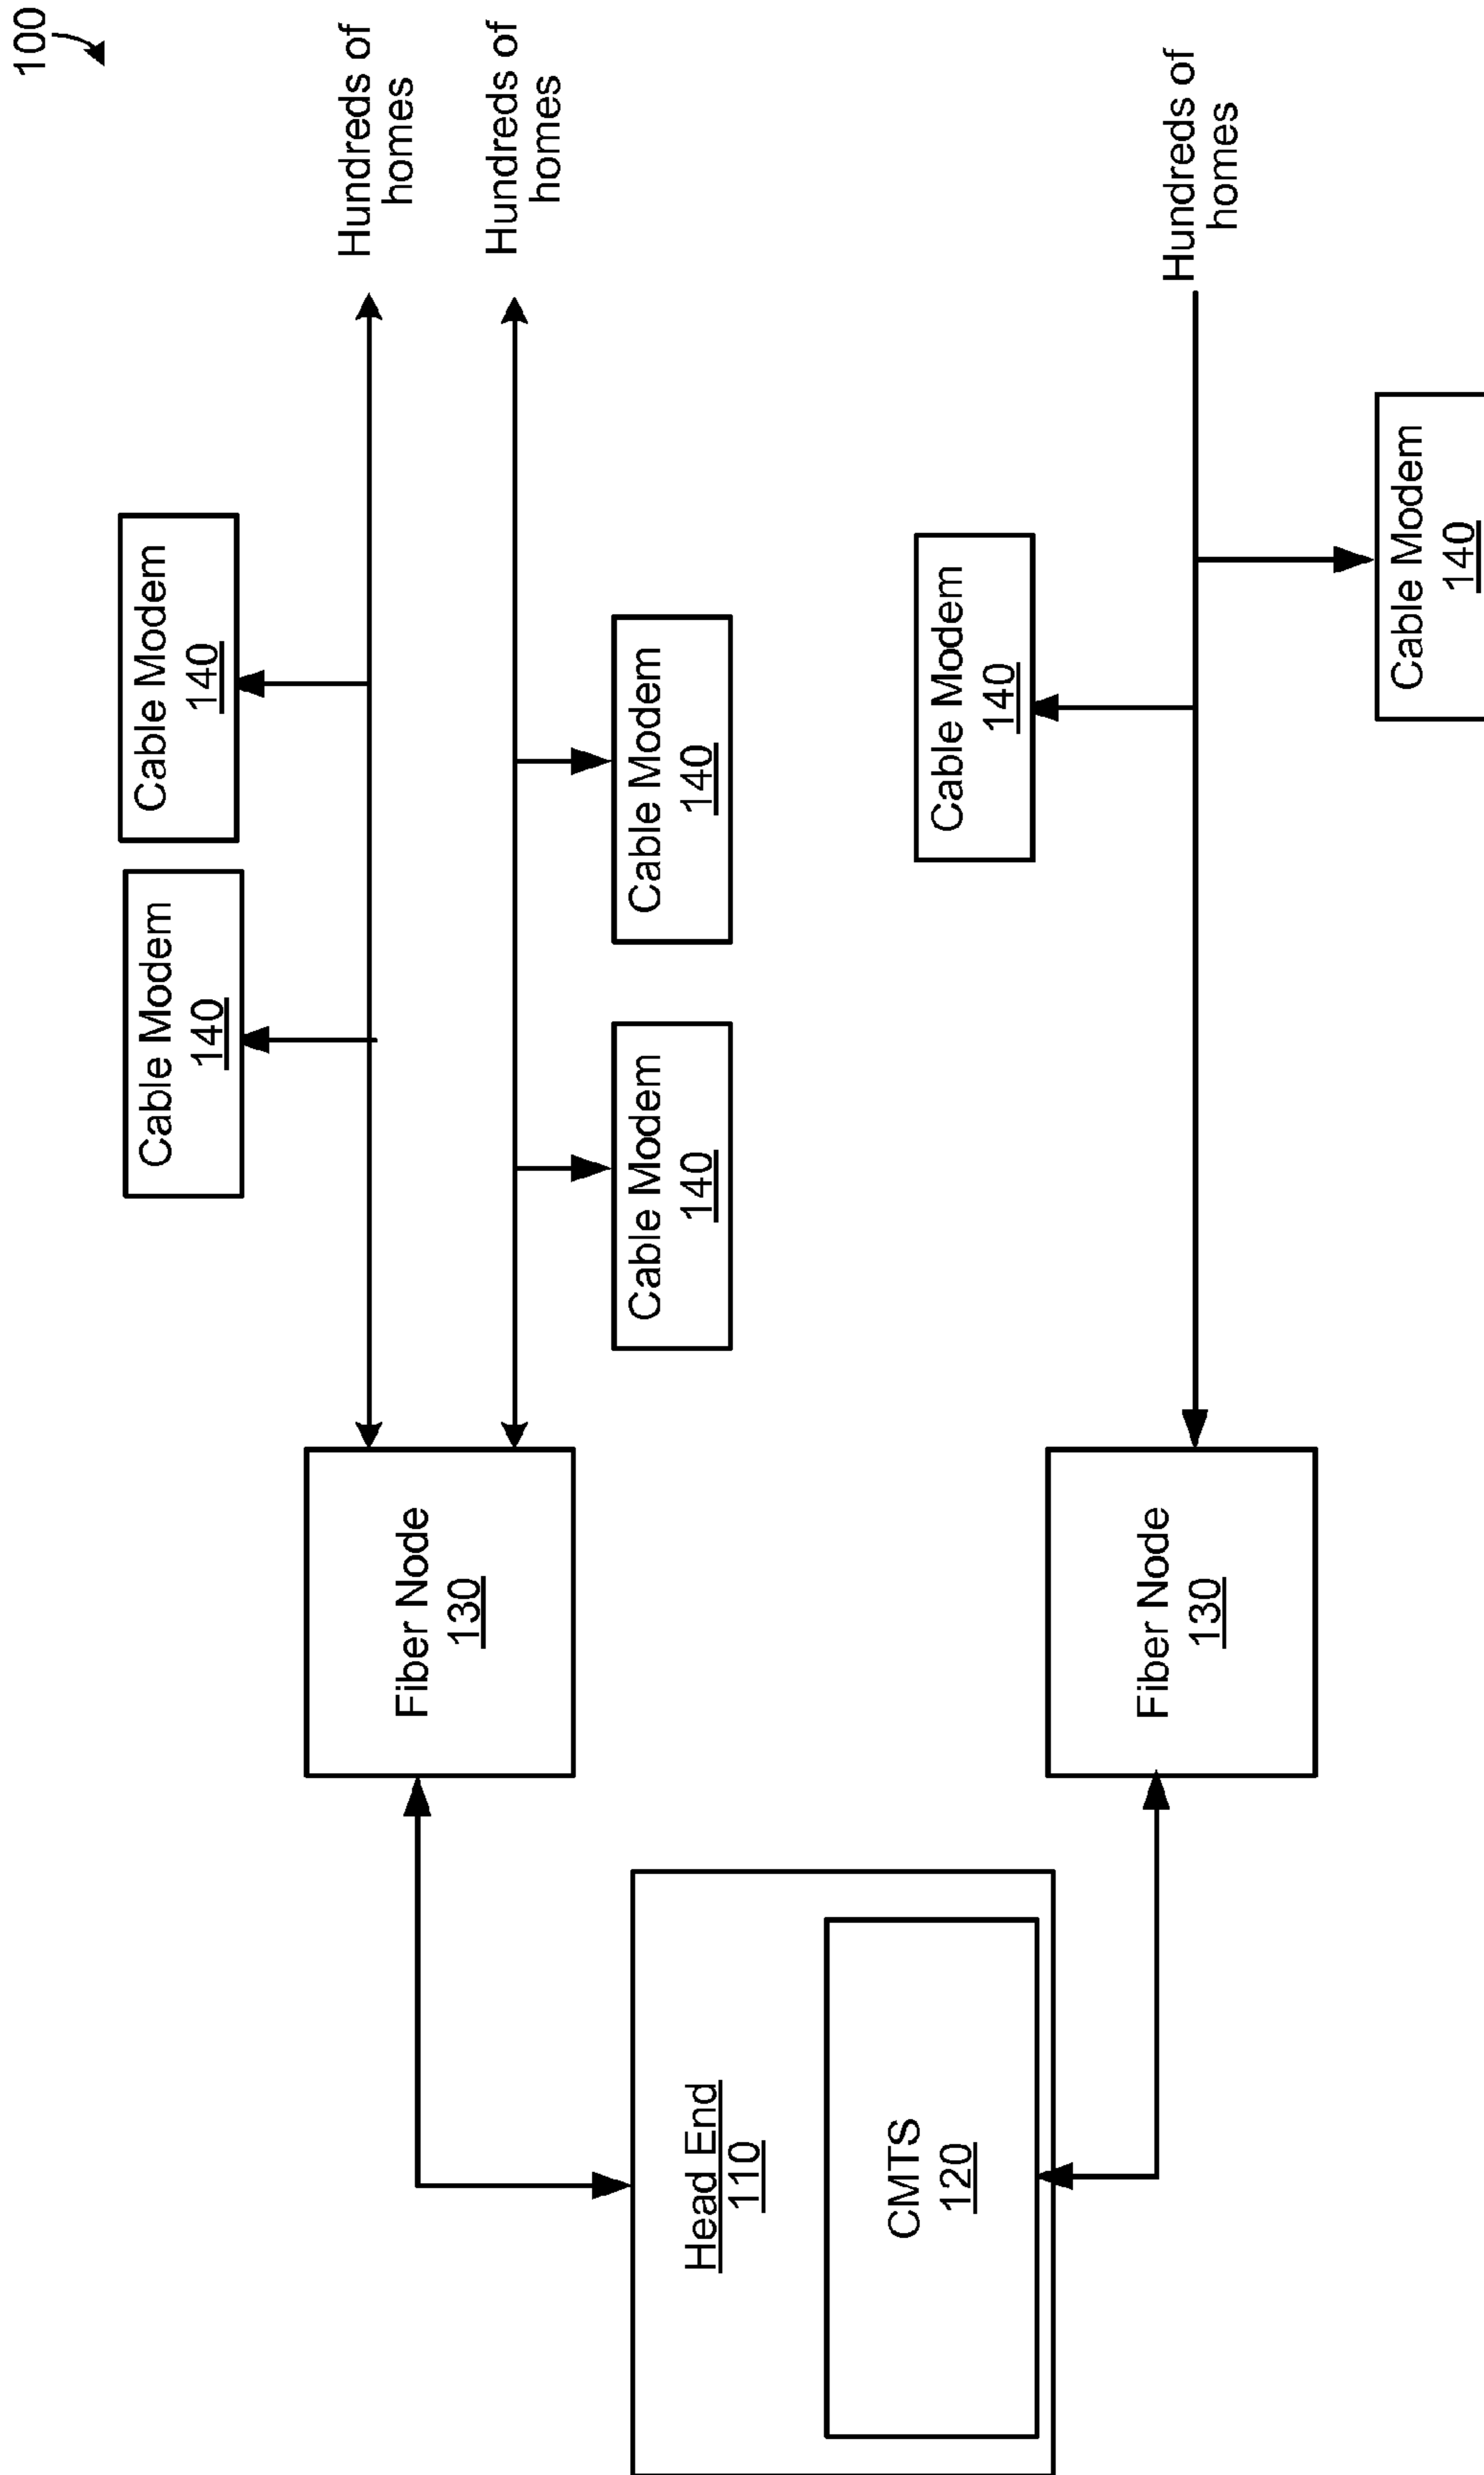 100
Hundreds of
homes
Hundreds of
homes
Cable Modem
140
Cable Modem
140
Cable Modem
140
Cable Modem
140
Fiber Node
130
Head End
110
CMTS
120
Fiber Node
130
Cable Modem
140
Cable Modem
140
Hundreds of
homes